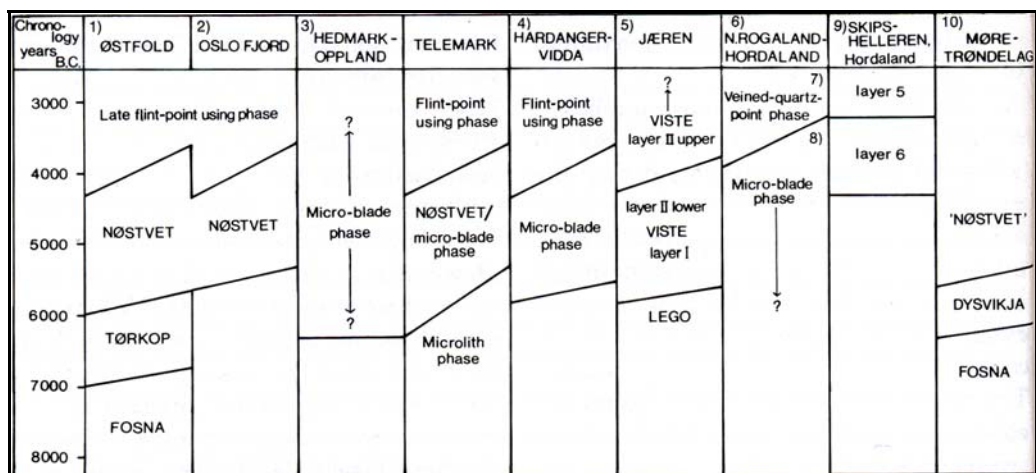 Chrono-
logy
years B.C.
1)
ØSTFOLD
2)
OSLO FJORD
3)
HEDMARK-
OPPLAND
TELEMARK
4)
HARDANGER-
VIDDA
5)
JÆREN
6)
N.ROGALAND-
HORDALAND
9) SKIPS-
HELLEREN,
Hordaland
10)
MØRE-
TRØNDELAG
3000
4000
5000
6000
7000
8000
Late flint-point using phase
NØSTVET
TØRKOP
FOSNA
NØSTVET
?
Micro-blade
phase
?
Flint-point
using phase
NØSTVET/
micro-blade
phase
Microlith
phase
Flint-point
using phase
Micro-blade
phase
?
VISTE
layer II upper
layer II lower
VISTE
layer I
LEGO
7)
Veined-quartz-
point phase
8)
Micro-blade
phase
?
layer 5
layer 6
'NØSTVET'
DYSVIKJA
FOSNA